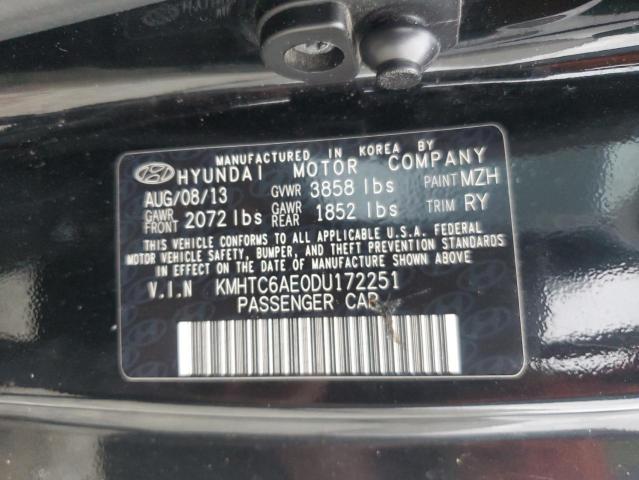 MANUFACTURED IN KOREA BY
HYUNDAI MOTOR COMPANY
AUG/08/13 GVWR 3858 lbs PAINT MZH
GAWR FRONT 2072 lbs GAWR REAR 1852 lbs TRIM RY
THIS VEHICLE CONFORMS TO ALL APPLICABLE U.S.A. FEDERAL
MOTOR VEHICLE SAFETY, BUMPER, AND THEFT PREVENTION STANDARDS
IN EFFECT ON THE DATE OF MANUFACTURE SHOWN ABOVE.
V.I.N KMHTC6AE0DU172251
PASSENGER CAR